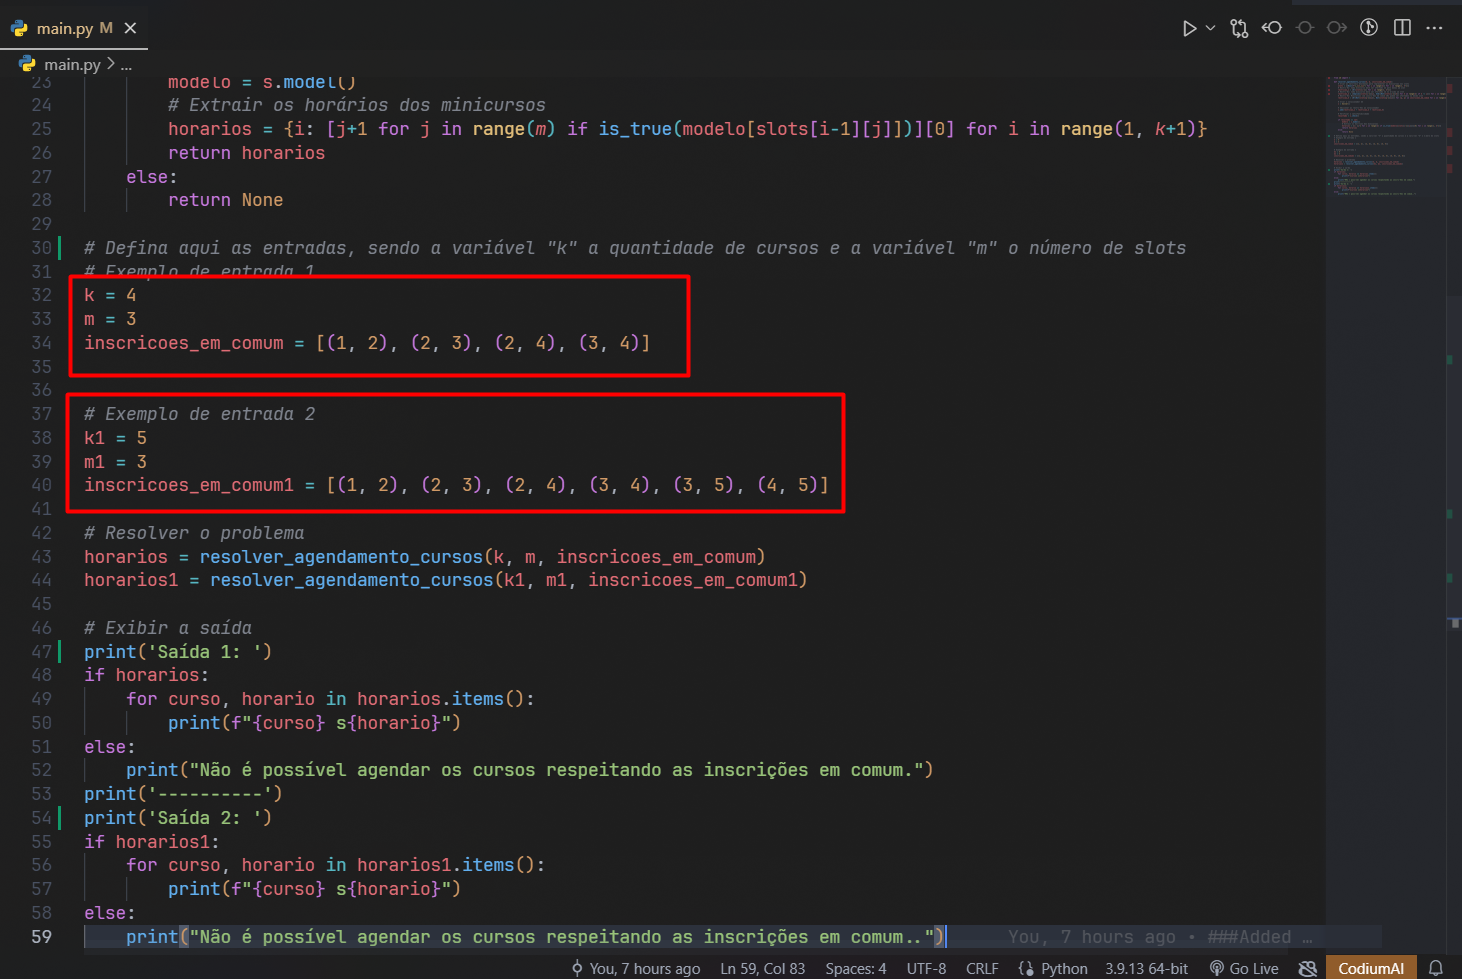 main.py M
main.py > ...
23 modelo = s.model()
24 # Extrair os horários dos minicursos
25 horarios = {i: [j+1 for j in range(m) if is_true(modelo[slots[i-1][j]])][0] for i in range(1, k+1)}
26 return horarios
27 else:
28 return None
29
30 # Defina aqui as entradas, sendo a variável "k" a quantidade de cursos e a variável "m" o número de slots
31 # Exemplo de entrada 1
32 k = 4
33 m = 3
34 inscricoes_em_comum = [(1, 2), (2, 3), (2, 4), (3, 4)]
35
36
37 # Exemplo de entrada 2
38 k1 = 5
39 m1 = 3
40 inscricoes_em_comum1 = [(1, 2), (2, 3), (2, 4), (3, 4), (3, 5), (4, 5)]
41
42 # Resolver o problema
43 horarios = resolver_agendamento_cursos(k, m, inscricoes_em_comum)
44 horarios1 = resolver_agendamento_cursos(k1, m1, inscricoes_em_comum1)
45
46 # Exibir a saída
47 print('Saída 1: ')
48 if horarios:
49 for curso, horario in horarios.items():
50 print(f"{curso} s{horario}")
51 else:
52 print("Não é possível agendar os cursos respeitando as inscrições em comum.")
53 print('----------')
54 print('Saída 2: ')
55 if horarios1:
56 for curso, horario in horarios1.items():
57 print(f"{curso} s{horario}")
58 else:
59 print("Não é possível agendar os cursos respeitando as inscrições em comum..") You, 7 hours ago • ###Added …
You, 7 hours ago Ln 59, Col 83 Spaces: 4 UTF-8 CRLF Python 3.9.13 64-bit Go Live CodiumAI